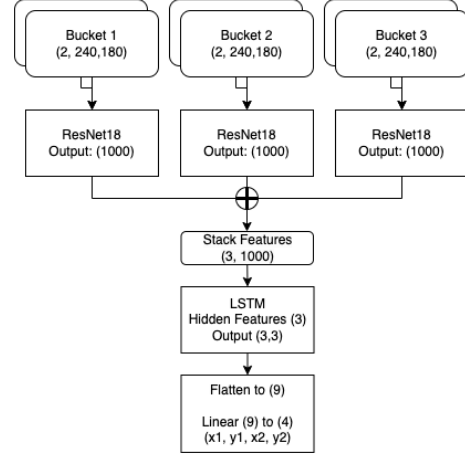 Bucket 1
(2, 240,180)
Bucket 2
(2, 240,180)
Bucket 3
(2, 240,180)
ResNet18
Output: (1000)
ResNet18
Output: (1000)
ResNet18
Output: (1000)
Stack Features
(3, 1000)
LSTM
Hidden Features (3)
Output (3,3)
Flatten to (9)
Linear (9) to (4)
(x1, y1, x2, y2)